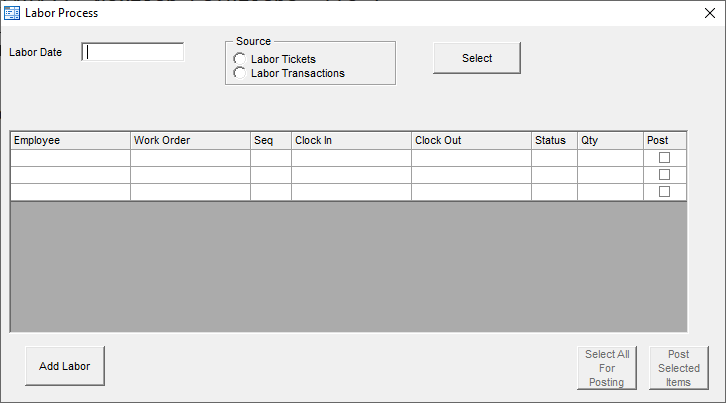 Labor Process
Labor Date
Source
Labor Tickets
Labor Transactions
Select
Employee Work Order Seq Clock In Clock Out Status Qty Post
Add Labor
Select All
For
Posting
Post
Selected
Items